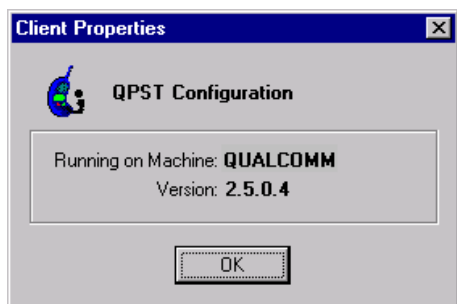 Client Properties
QPST Configuration
Running on Machine: QUALCOMM
Version: 2.5.0.4
OK